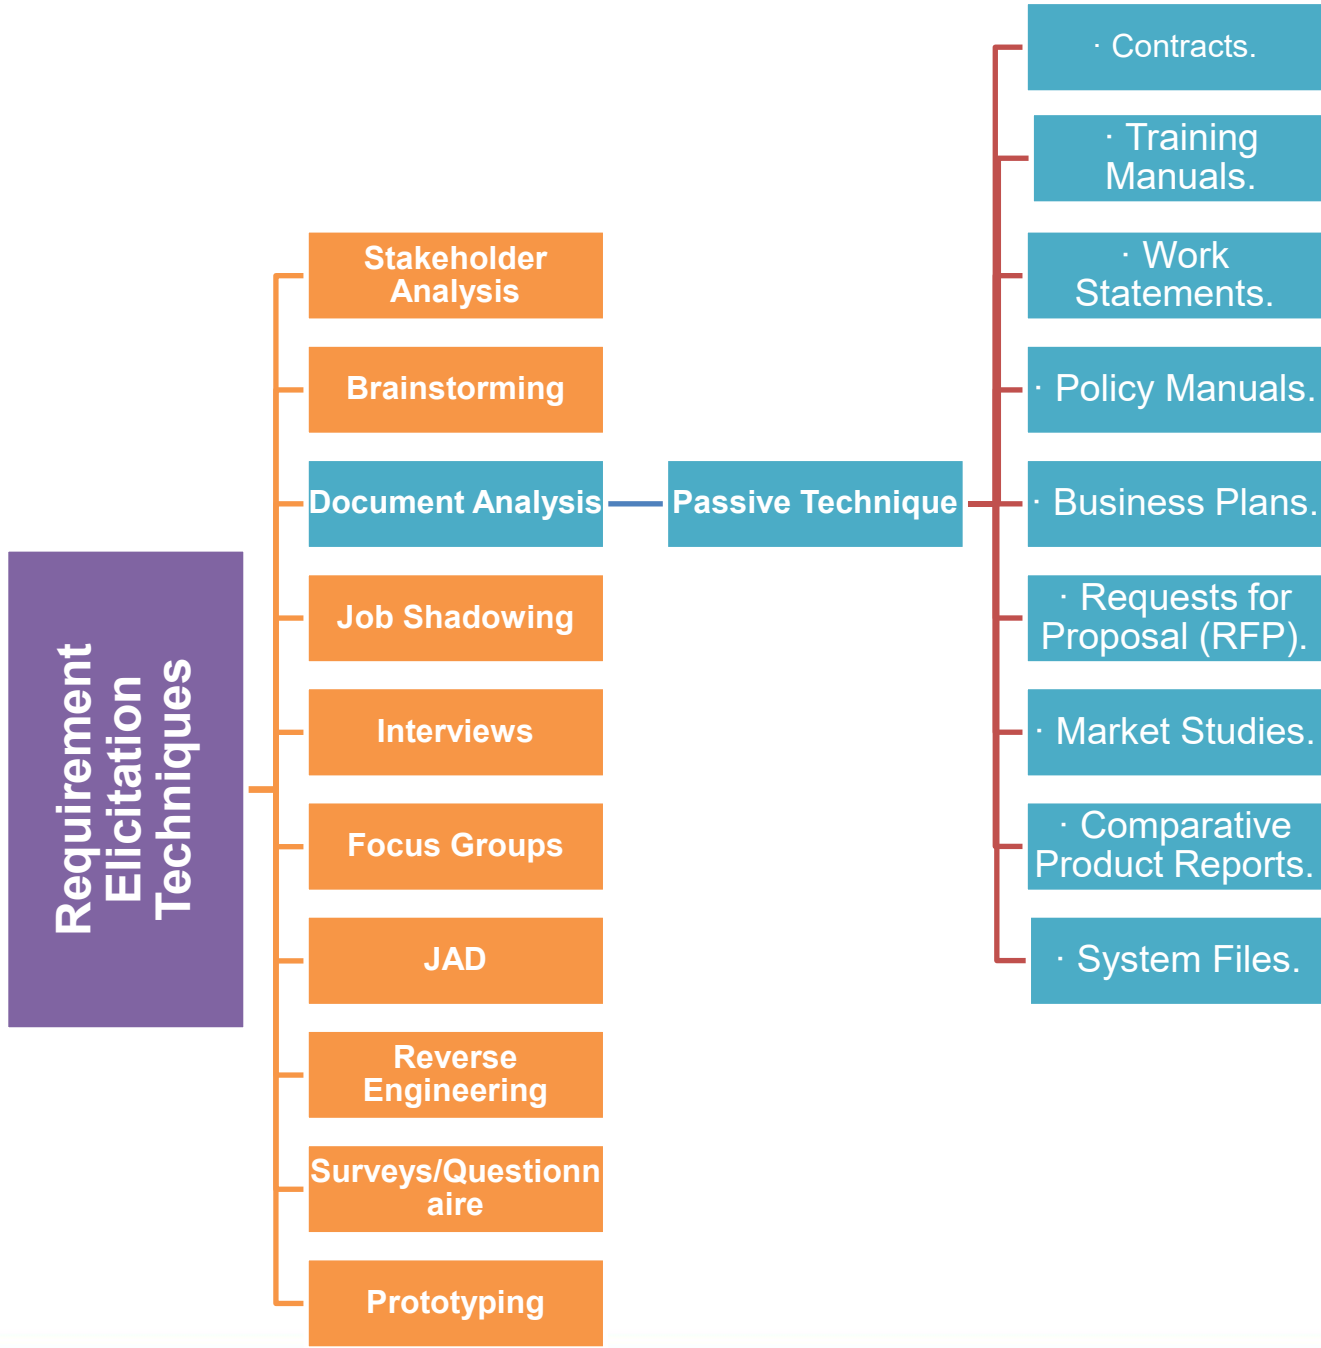 Requirement
Elicitation
Techniques
Stakeholder
Analysis
Brainstorming
Document Analysis
Job Shadowing
Interviews
Focus Groups
JAD
Reverse
Engineering
Surveys/Questionn
aire
Prototyping
Passive Technique
· Contracts.
· Training
Manuals.
· Work
Statements.
· Policy Manuals.
· Business Plans.
· Requests for
Proposal (RFP).
· Market Studies.
· Comparative
Product Reports.
· System Files.